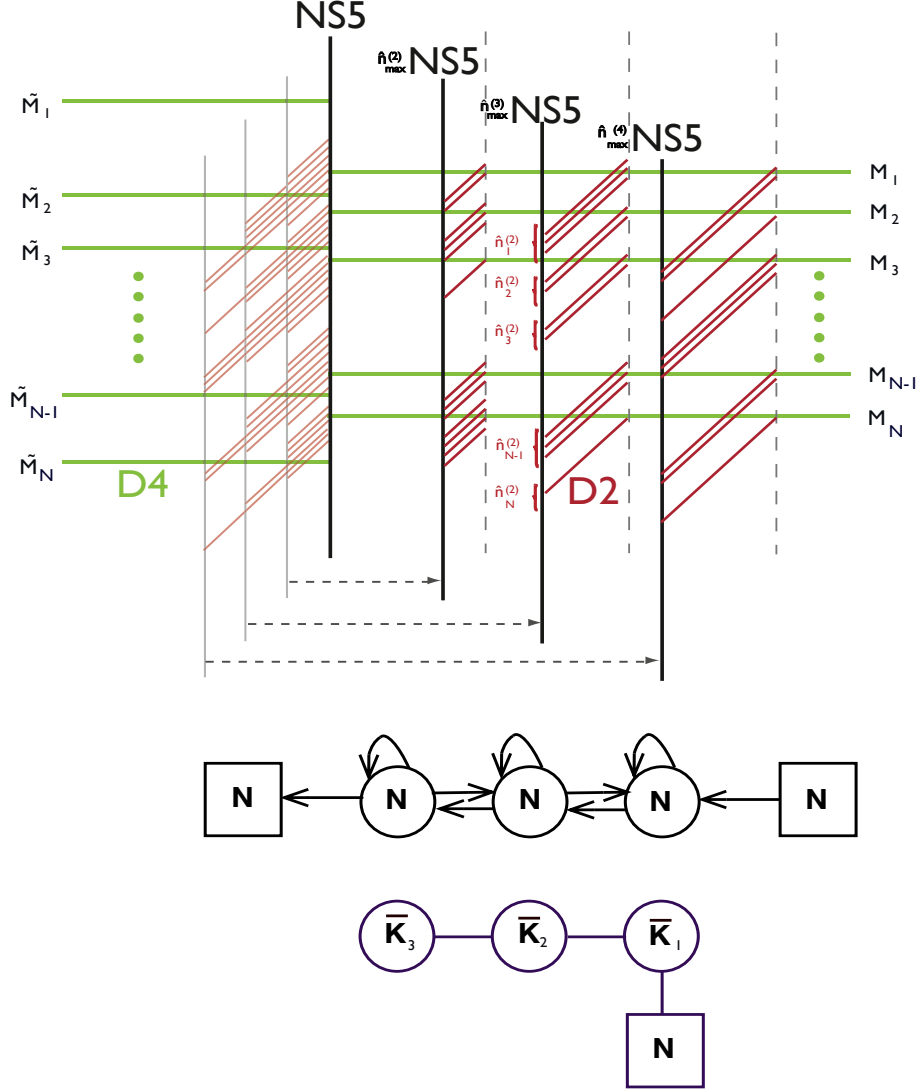 NS5
n̂(2)max NS5
n̂(3)max NS5
n̂(4)max NS5
M̃1
M̃2
M̃3
M̃N-1
M̃N
D4
n̂1(2)
n̂2(2)
n̂3(2)
n̂N-1(2)
n̂N(2)
D2
M1
M2
M3
MN-1
MN
N N N N N
K̅3 K̅2 K̅1
N